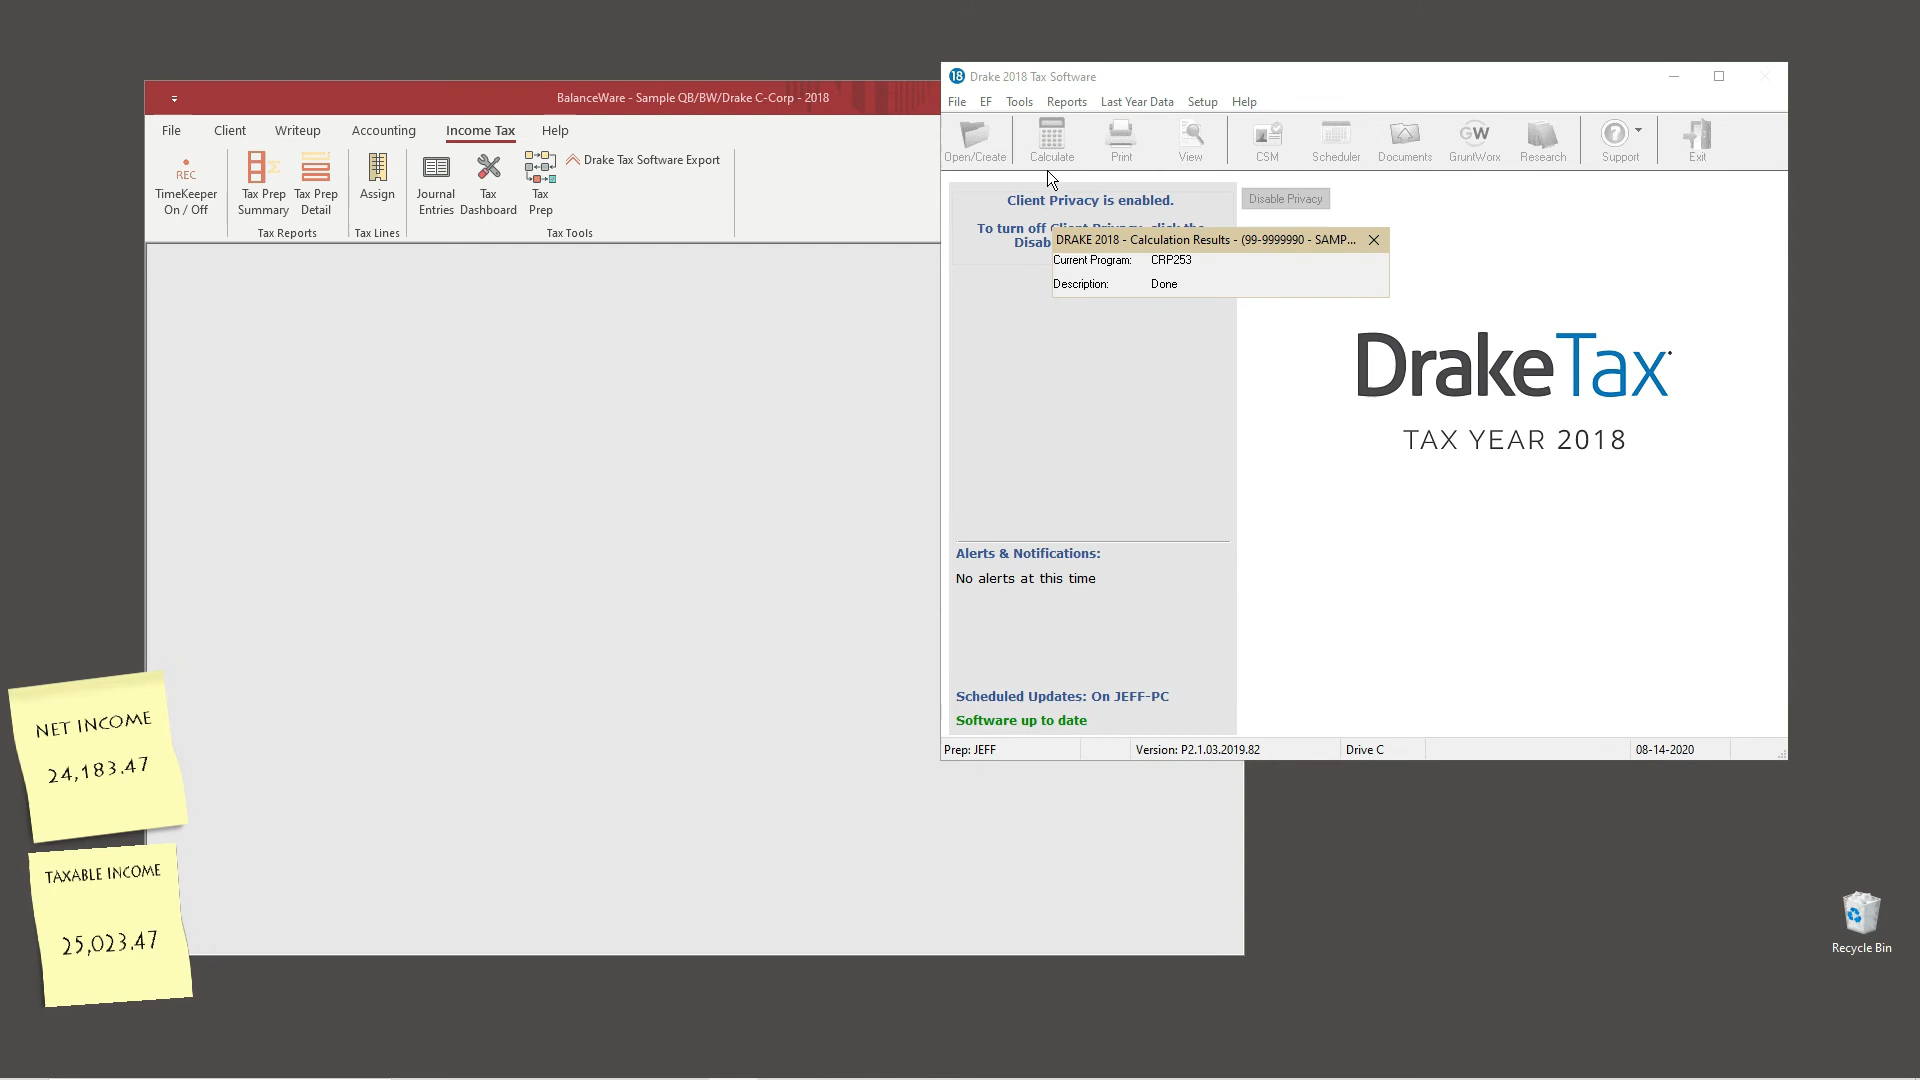 BalanceWare - Sample QB/BW/Drake C-Corp - 2018
File Client Writeup Accounting Income Tax Help
REC
TimeKeeper
On / Off
Tax Prep
Summary
Tax Prep
Detail
Tax Reports
Assign
Tax Lines
Journal
Entries
Tax
Dashboard
Tax
Prep
Drake Tax Software Export
Tax Tools
18 Drake 2018 Tax Software
File EF Tools Reports Last Year Data Setup Help
Open/Create Calculate Print View CSM Scheduler Documents GruntWorx Research Support Exit
GW
Client Privacy is enabled.
To turn off Client Privacy, click the
Disab
Disable Privacy
DRAKE 2018 - Calculation Results - (99-9999990 - SAMP...
Current Program: CRP253
Description: Done
DrakeTax
TAX YEAR 2018
Alerts & Notifications:
No alerts at this time
Scheduled Updates: On JEFF-PC
Software up to date
Prep: JEFF Version: P2.1.03.2019.82 Drive C 08-14-2020
NET INCOME
24,183.47
TAXABLE INCOME
25,023.47
Recycle Bin